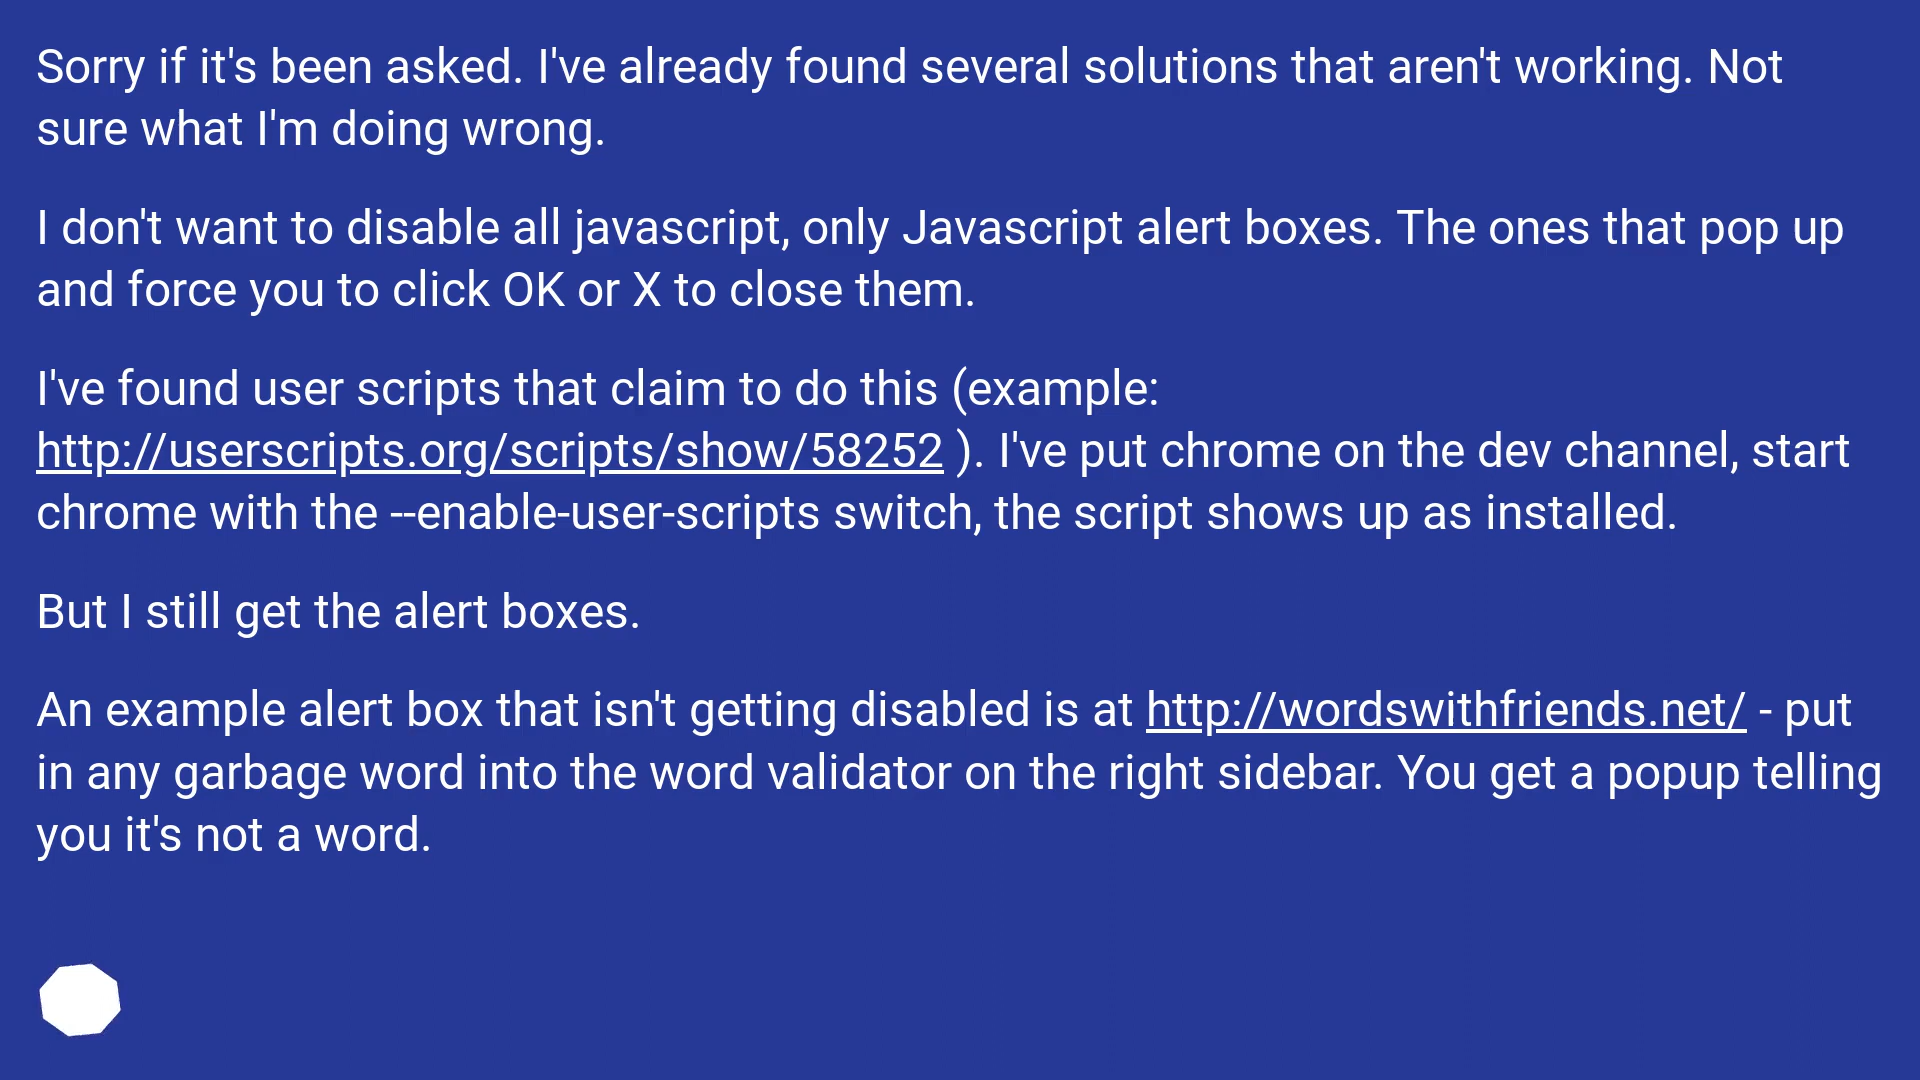 Sorry if it's been asked. I've already found several solutions that aren't working. Not
sure what I'm doing wrong.
I don't want to disable all javascript, only Javascript alert boxes. The ones that pop up
and force you to click OK or X to close them.
I've found user scripts that claim to do this (example:
http://userscripts.org/scripts/show/58252 ). I've put chrome on the dev channel, start
chrome with the --enable-user-scripts switch, the script shows up as installed.
But I still get the alert boxes.
An example alert box that isn't getting disabled is at http://wordswithfriends.net/ - put
in any garbage word into the word validator on the right sidebar. You get a popup telling
you it's not a word.